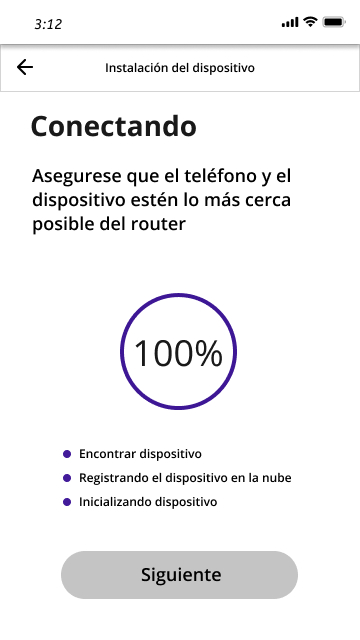 3:12
Instalación del dispositivo
Conectando
Asegurese que el teléfono y el
dispositivo estén lo más cerca
posible del router
100%
Encontrar dispositivo
Registrando el dispositivo en la nube
Inicializando dispositivo
Siguiente